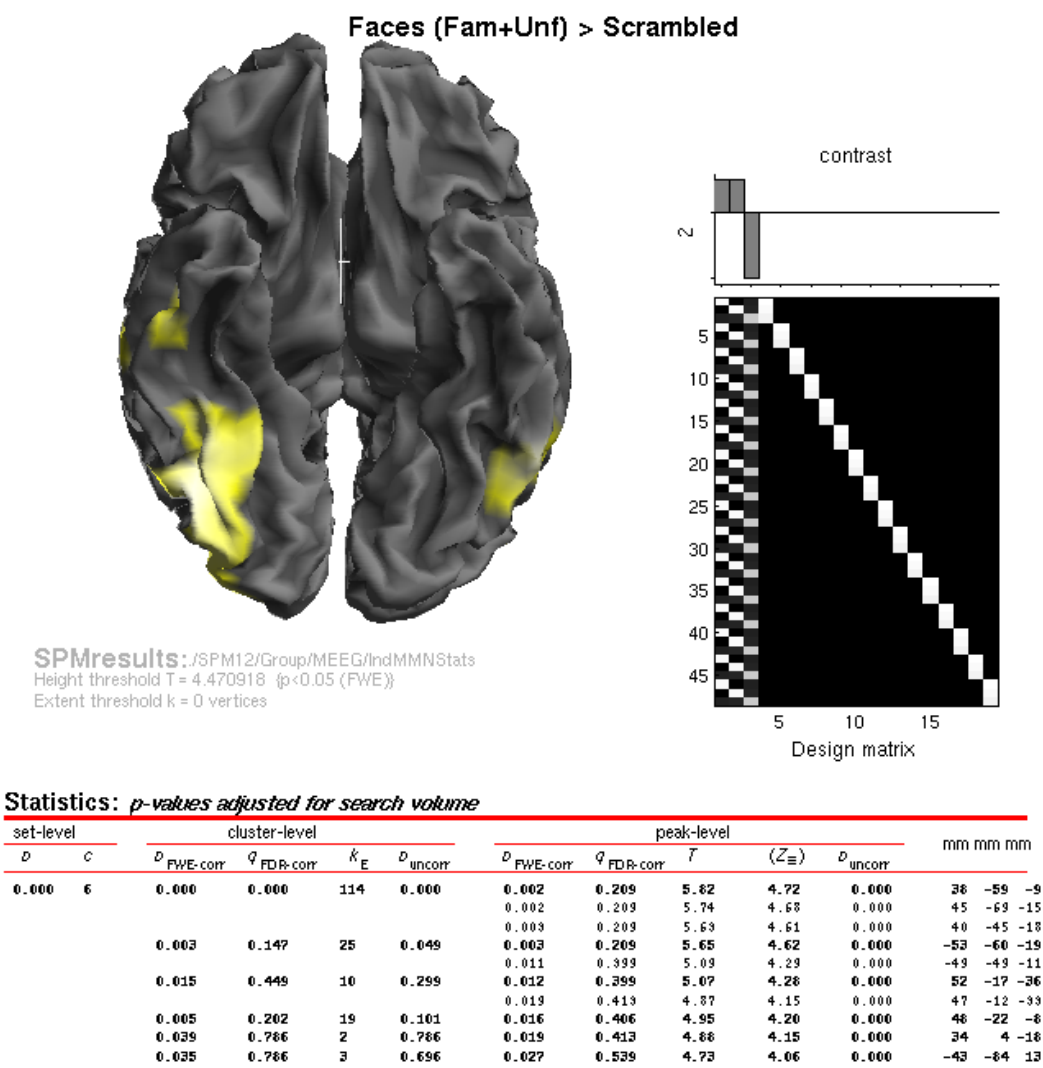 Faces (Fam+Unf) > Scrambled
contrast
2
5
10
15
20
25
30
35
40
45
5 10 15
Design matrix
SPMresults: ./SPM12/Group/MEEG/IndMMNStats
Height threshold T = 4.470918 {p<0.05 (FWE)}
Extent threshold k = 0 vertices
Statistics: p-values adjusted for search volume
set-level cluster-level peak-level mm mm mm
p c p FWE-corr q FDR-corr k E p uncorr p FWE-corr q FDR-corr T (Z≡) p uncorr
0.000 6 0.000 0.000 114 0.000 0.002 0.209 5.82 4.72 0.000 38 -59 -9
0.002 0.209 5.74 4.68 0.000 45 -69 -15
0.003 0.209 5.63 4.61 0.000 40 -45 -18
0.003 0.147 25 0.049 0.003 0.209 5.65 4.62 0.000 -53 -60 -19
0.011 0.399 5.09 4.29 0.000 -49 -49 -11
0.015 0.449 10 0.299 0.012 0.399 5.07 4.28 0.000 52 -17 -36
0.019 0.413 4.87 4.15 0.000 47 -12 -33
0.005 0.202 19 0.101 0.016 0.406 4.95 4.20 0.000 48 -22 -8
0.039 0.786 2 0.786 0.019 0.413 4.88 4.15 0.000 34 4 -18
0.035 0.786 3 0.696 0.027 0.539 4.73 4.06 0.000 -43 -84 13